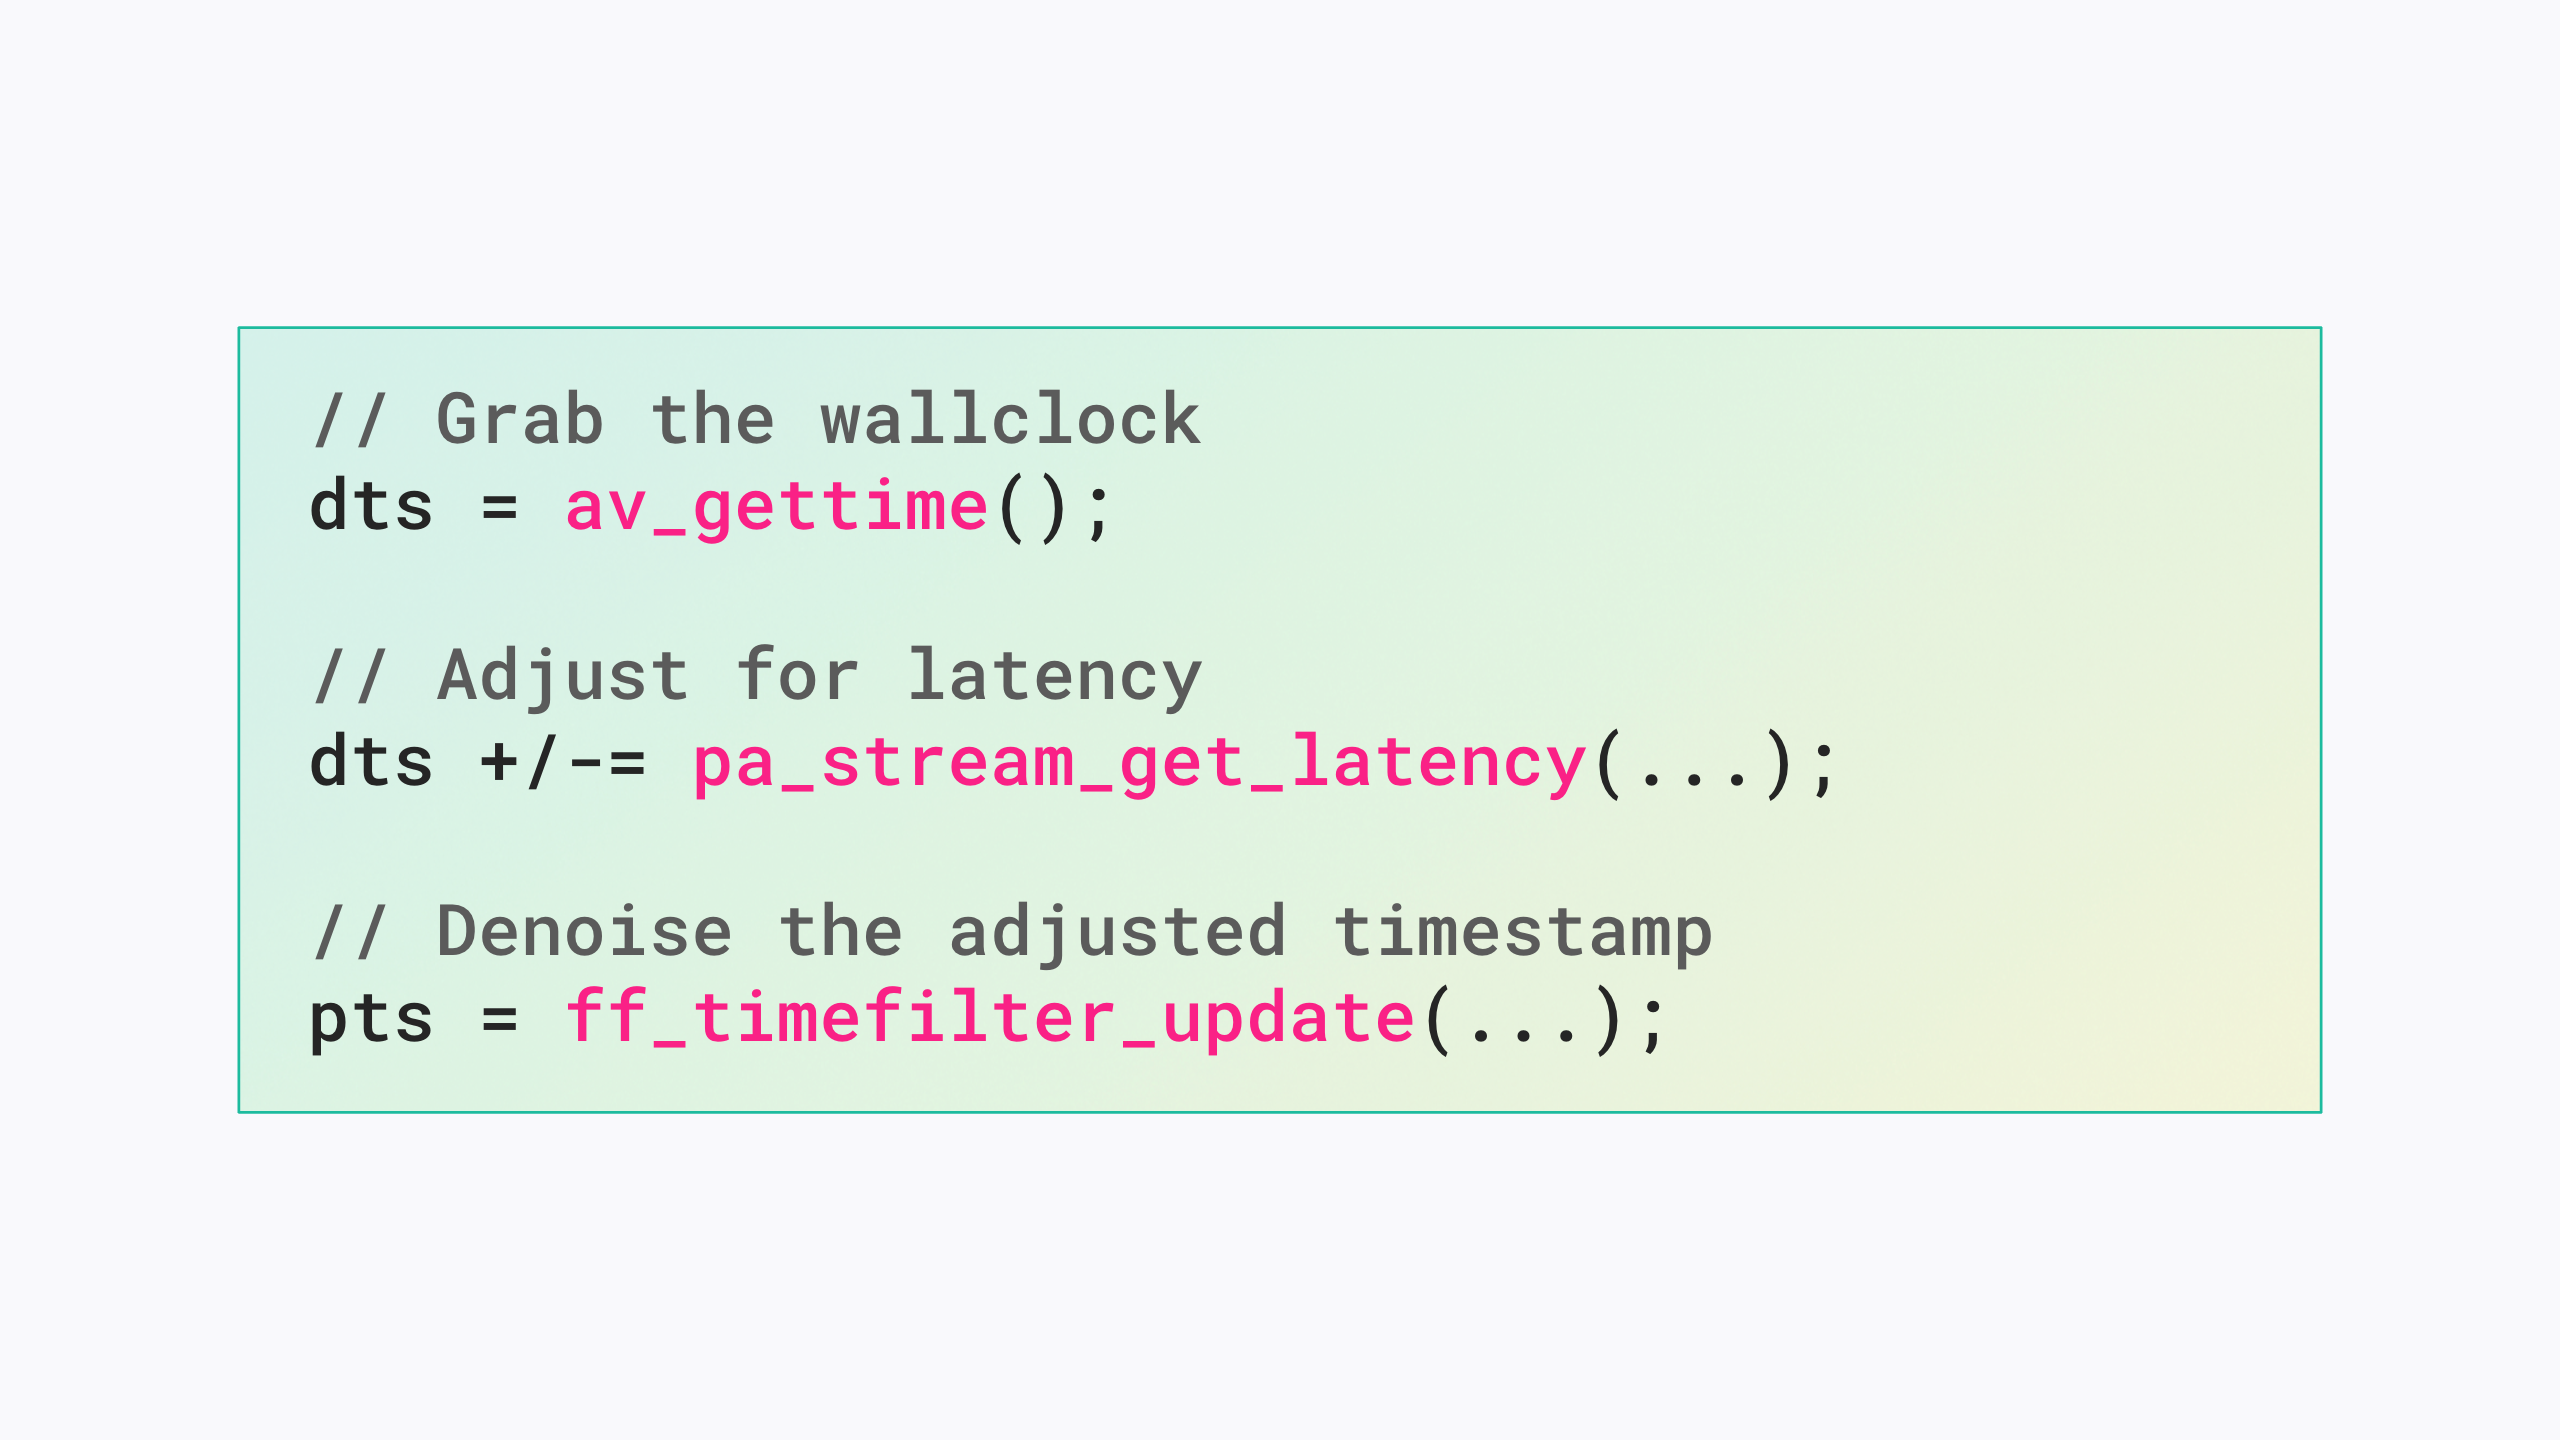 // Grab the wallclock
dts = av_gettime();
// Adjust for latency
dts +/-= pa_stream_get_latency(...);
// Denoise the adjusted timestamp
pts = ff_timefilter_update(...);